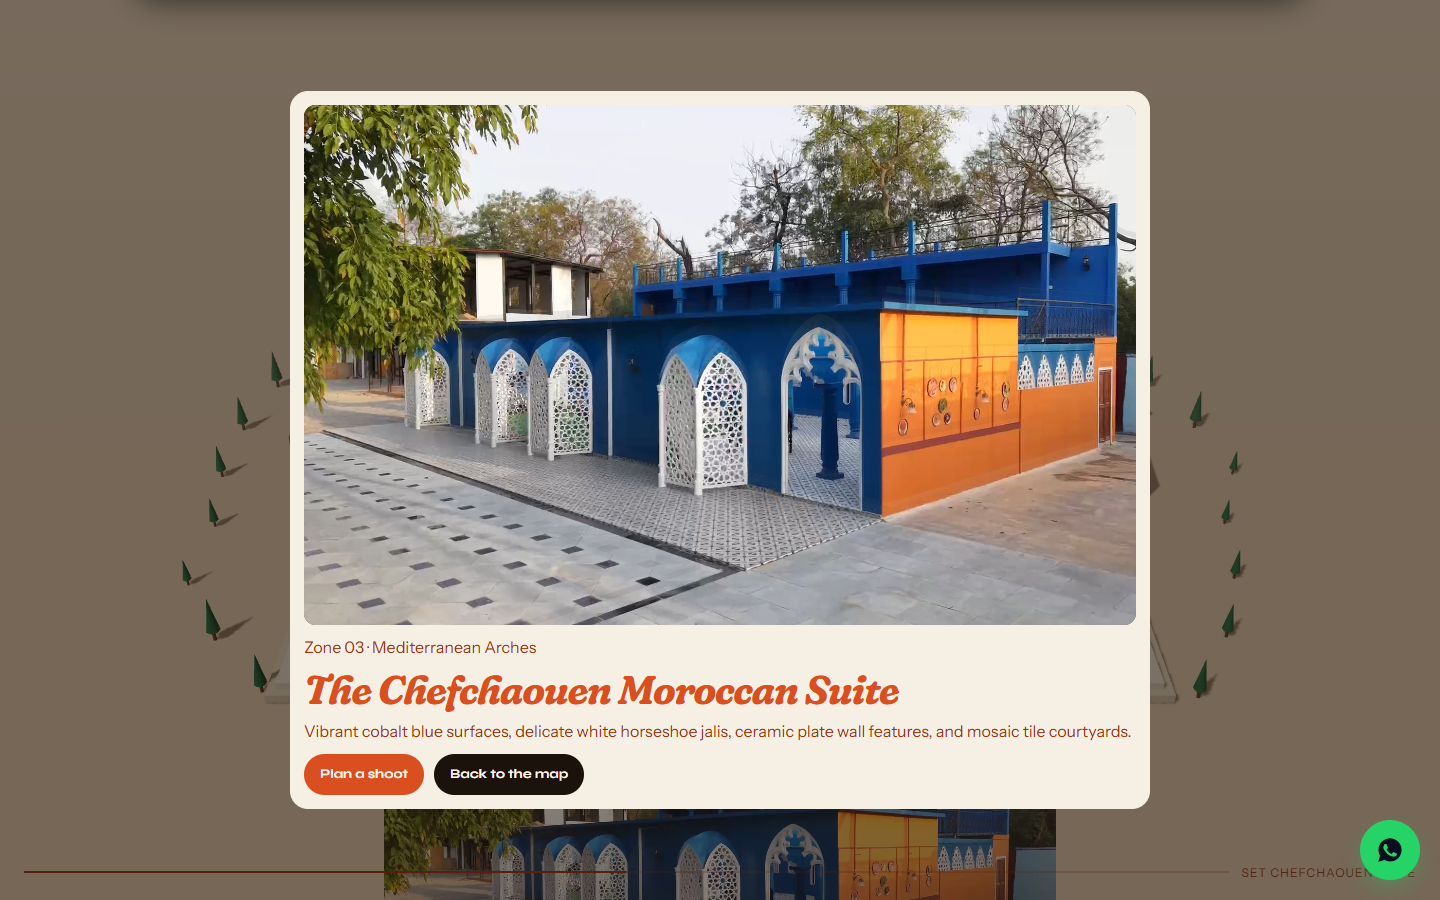 Zone 03 · Mediterranean Arches
The Chefchaouen Moroccan Suite
Vibrant cobalt blue surfaces, delicate white horseshoe jalis, ceramic plate wall features, and mosaic tile courtyards.
Plan a shoot
Back to the map
SET CHEFCHAOUEN